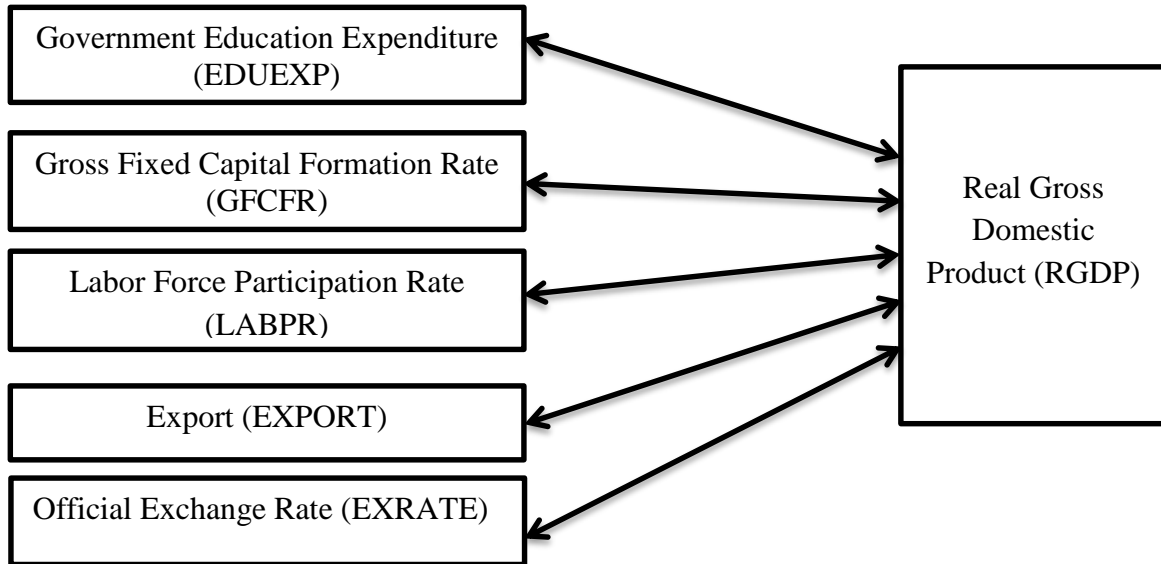 Government Education Expenditure
(EDUEXP)
Gross Fixed Capital Formation Rate
(GFCFR)
Labor Force Participation Rate
(LABPR)
Export (EXPORT)
Official Exchange Rate (EXRATE)
Real Gross
Domestic
Product (RGDP)